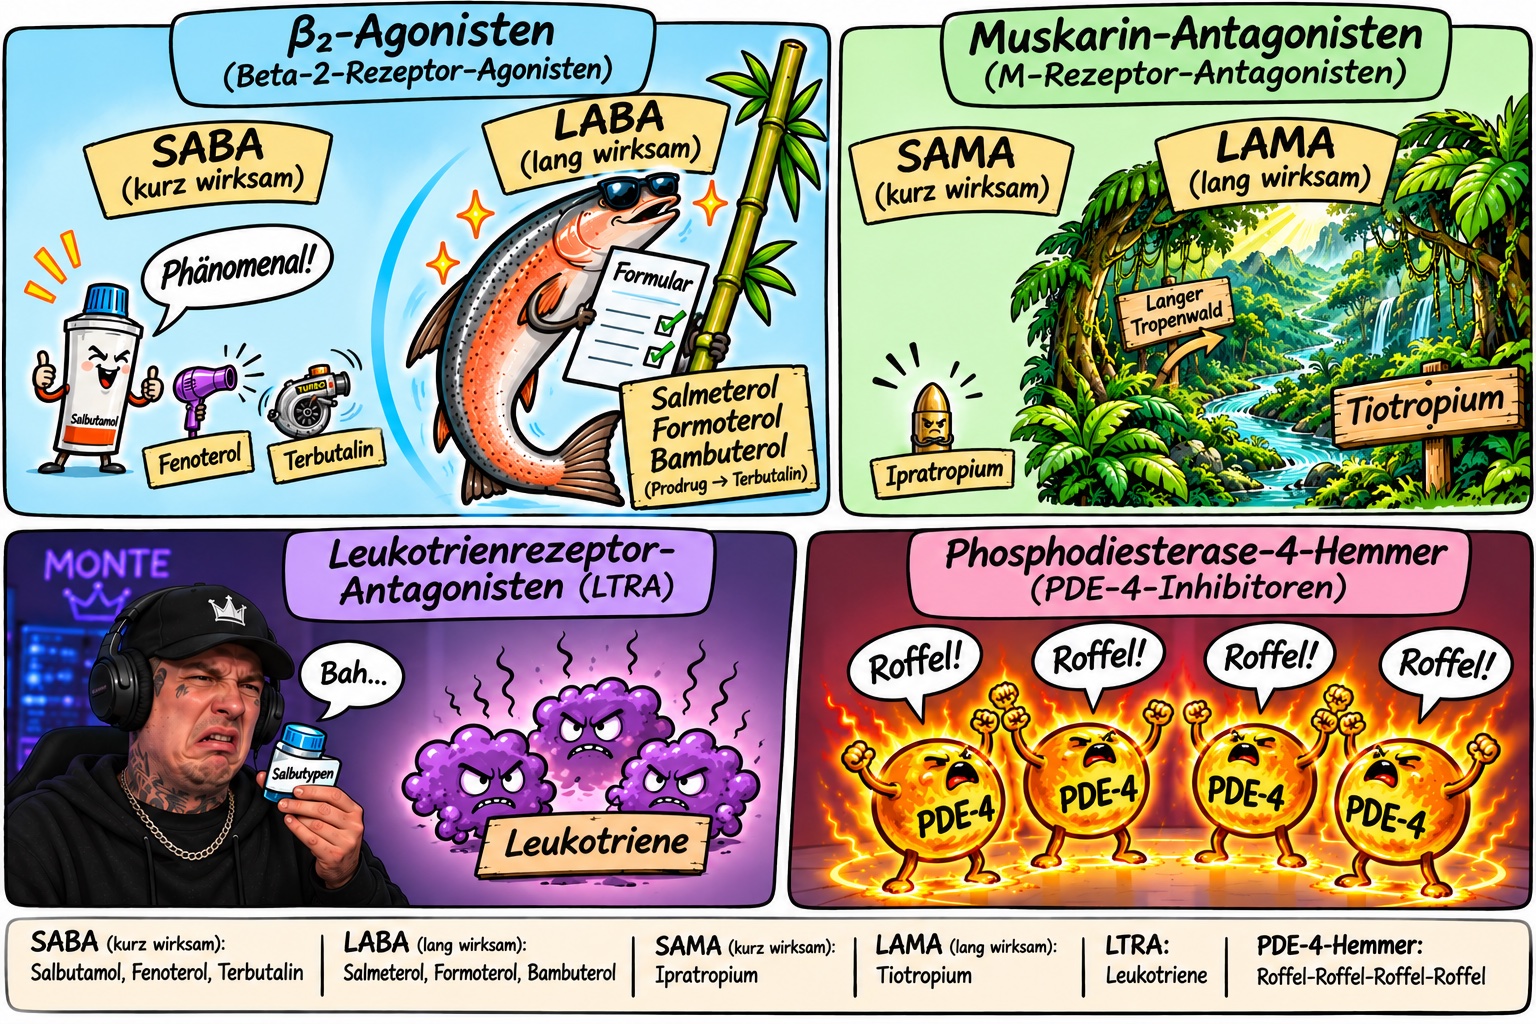 β₂-Agonisten
(Beta-2-Rezeptor-Agonisten)
SABA
(kurz wirksam)
LABA
(lang wirksam)
Phänomenal!
Salbutamol
Fenoterol
TURBO
Terbutalin
Formular
Salmeterol
Formoterol
Bambuterol
(Prodrug → Terbutalin)
Muskarin-Antagonisten
(M-Rezeptor-Antagonisten)
SAMA
(kurz wirksam)
LAMA
(lang wirksam)
Langer
Tropenwald
Ipratropium
Tiotropium
Leukotrienrezeptor-
Antagonisten (LTRA)
MONTE
Bah...
Salbutypen
Leukotriene
Phosphodiesterase-4-Hemmer
(PDE-4-Inhibitoren)
Roffel!
Roffel!
Roffel!
Roffel!
PDE-4
PDE-4
PDE-4
PDE-4
SABA (kurz wirksam):
Salbutamol, Fenoterol, Terbutalin
LABA (lang wirksam):
Salmeterol, Formoterol, Bambuterol
SAMA (kurz wirksam):
Ipratropium
LAMA (lang wirksam):
Tiotropium
LTRA:
Leukotriene
PDE-4-Hemmer:
Roffel-Roffel-Roffel-Roffel